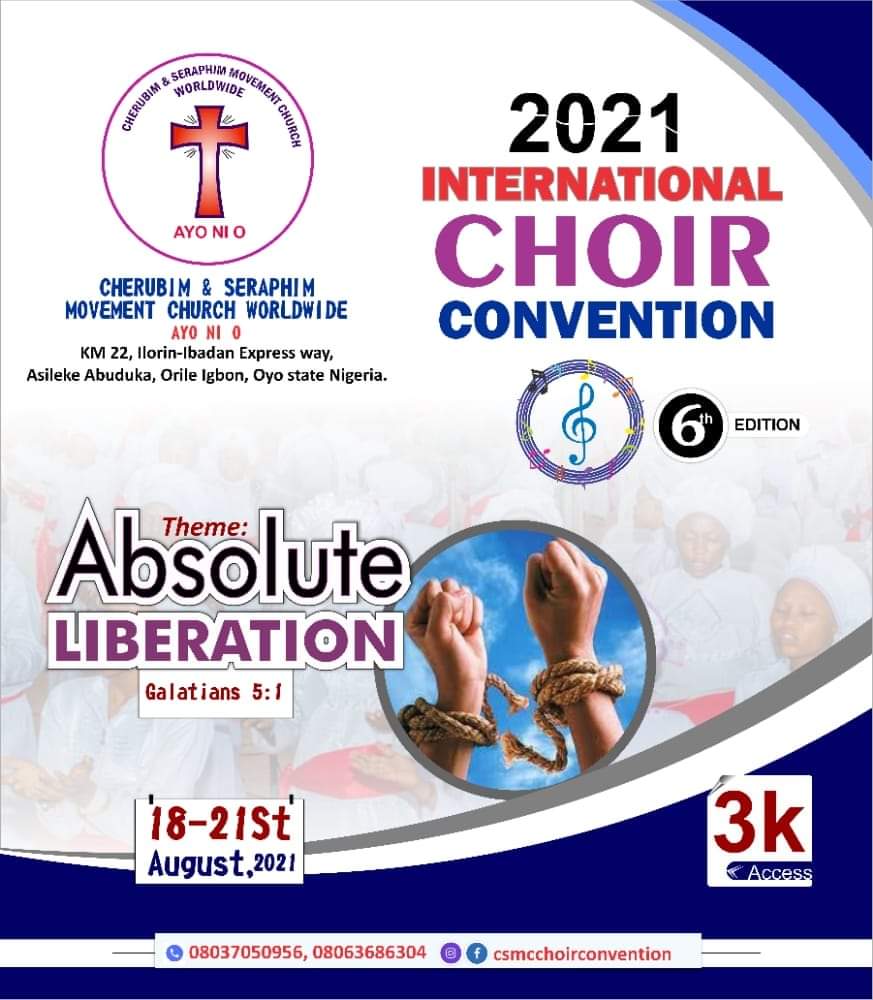 CHERUBIM & SERAPHIM MOVEMENT CHURCH
WORLDWIDE
AYO NI O
CHERUBIM & SERAPHIM
MOVEMENT CHURCH WORLDWIDE
AYO NI O
KM 22, Ilorin-Ibadan Express way,
Asileke Abuduka, Orile Igbon, Oyo state Nigeria.
2021
INTERNATIONAL
CHOIR
CONVENTION
6th EDITION
Theme:
Absolute
LIBERATION
Galatians 5:1
18-21St
August,2021
3k
Access
08037050956, 08063686304 csmcchoirconvention